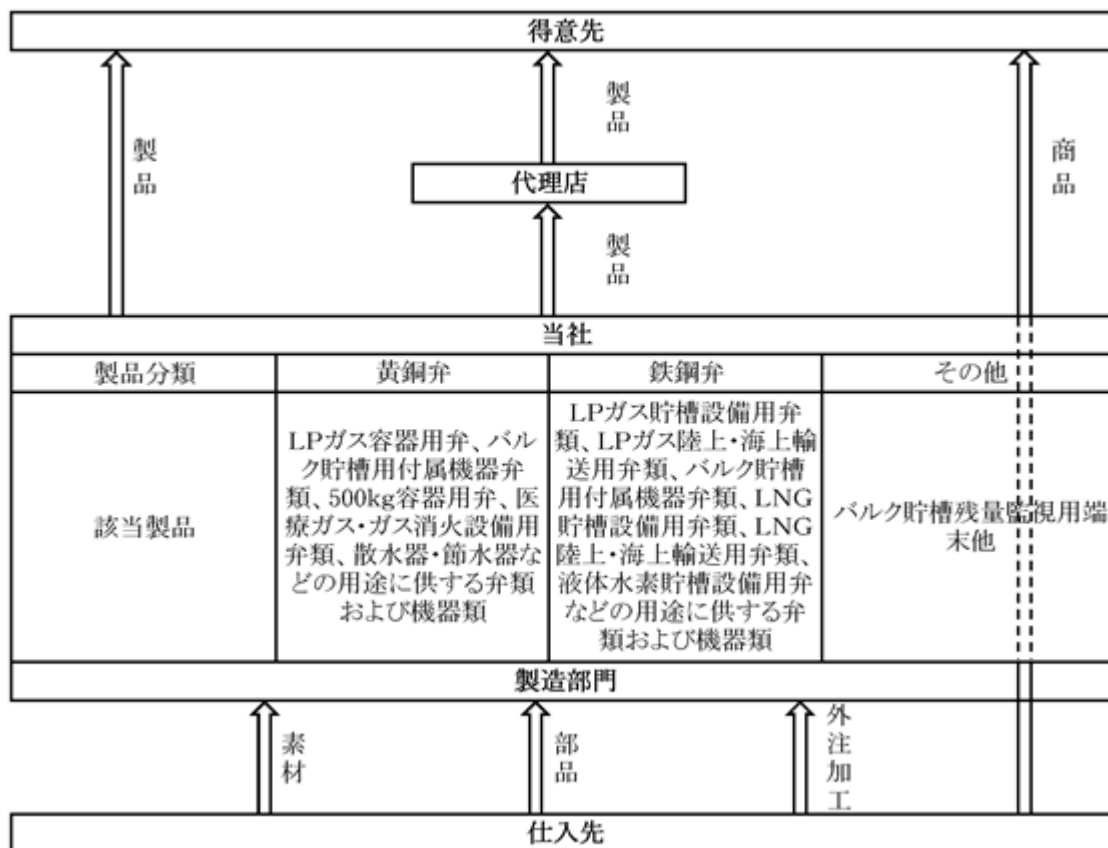 得意先
製品
製品
商品
代理店
製品
当社
製品分類
黄銅弁
鉄鋼弁
その他
該当製品
LPガス容器用弁、バル
ク貯槽用付属機器弁
類、500kg容器用弁、医
療ガス・ガス消火設備用
弁類、散水器・節水器な
どの用途に供する弁類
および機器類
LPガス貯槽設備用弁
類、LPガス陸上・海上輸
送用弁類、バルク貯槽
用付属機器弁類、LNG
貯槽設備用弁類、LNG
陸上・海上輸送用弁類、
液体水素貯槽設備用弁
などの用途に供する弁
類および機器類
バルク貯槽残量監視用端
末他
製造部門
素材
部品
外注加工
仕入先